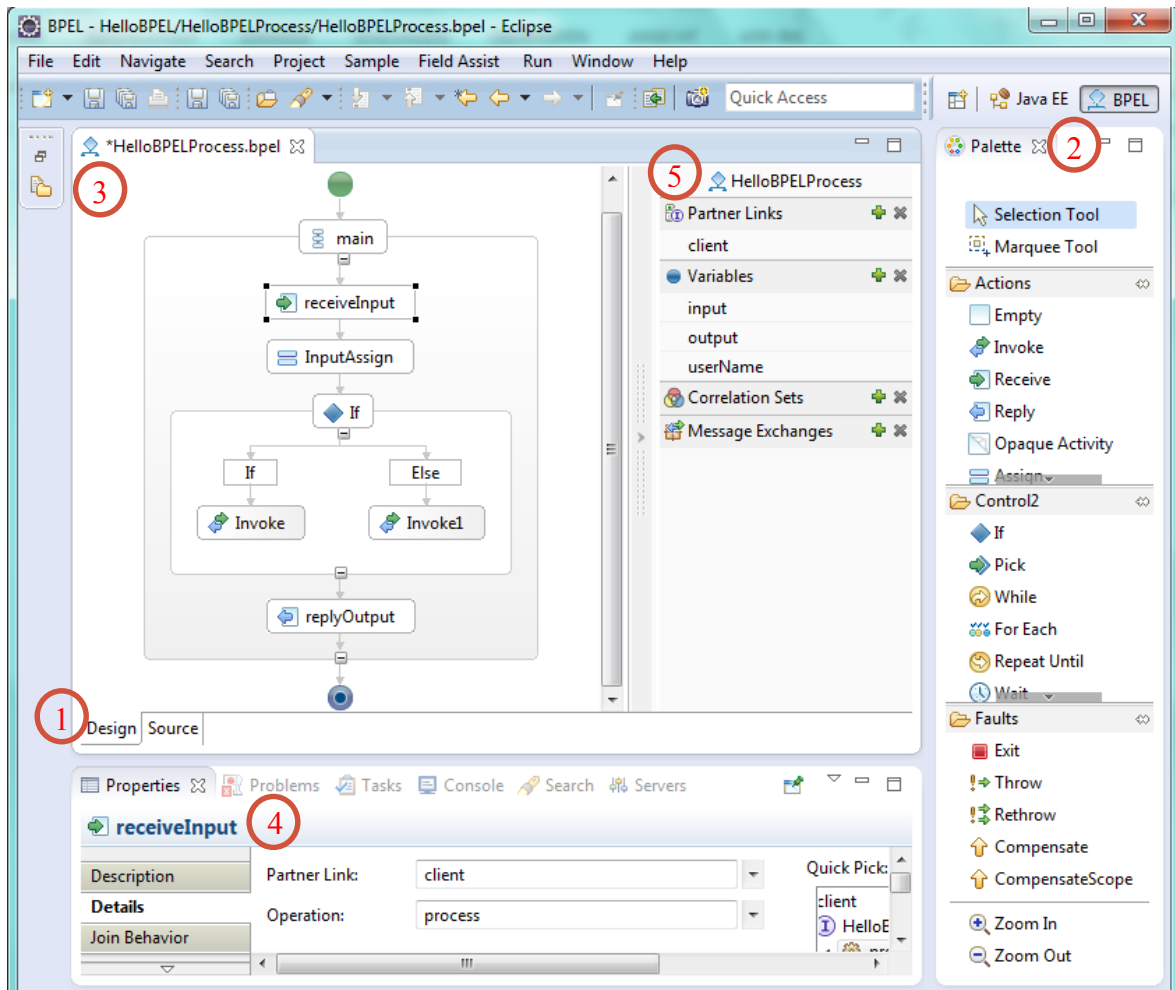 BPEL - HelloBPEL/HelloBPELProcess/HelloBPELProcess.bpel - Eclipse
File Edit Navigate Search Project Sample Field Assist Run Window Help
Quick Access
Java EE
BPEL
*HelloBPELProcess.bpel
3
main
receiveInput
InputAssign
If
If
Else
Invoke
Invoke1
replyOutput
1
Design
Source
5
HelloBPELProcess
Partner Links
client
Variables
input
output
userName
Correlation Sets
Message Exchanges
Palette
2
Selection Tool
Marquee Tool
Actions
Empty
Invoke
Receive
Reply
Opaque Activity
Assign
Control2
If
Pick
While
For Each
Repeat Until
Wait
Faults
Exit
Throw
Rethrow
Compensate
CompensateScope
Zoom In
Zoom Out
Properties
Problems
Tasks
Console
Search
Servers
receiveInput
4
Description
Details
Join Behavior
Partner Link:
client
Operation:
process
Quick Pick:
client
HelloB